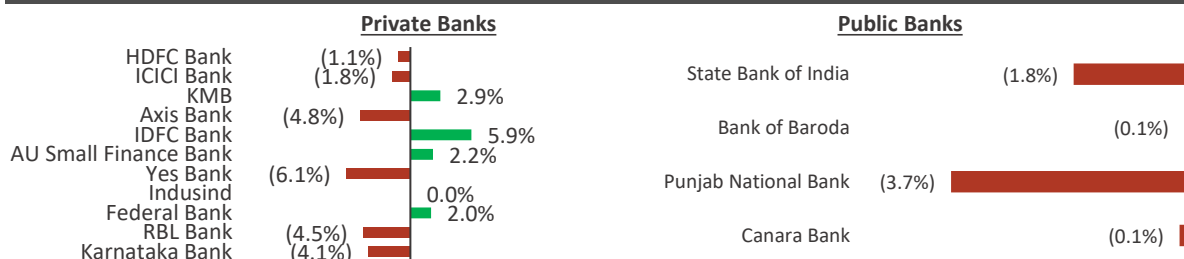 Private Banks
HDFC Bank (1.1%)
ICICI Bank (1.8%)
KMB 2.9%
Axis Bank (4.8%)
IDFC Bank 5.9%
AU Small Finance Bank 2.2%
Yes Bank (6.1%)
Indusind 0.0%
Federal Bank 2.0%
RBL Bank (4.5%)
Karnataka Bank (4.1%)
Public Banks
State Bank of India (1.8%)
Bank of Baroda (0.1%)
Punjab National Bank (3.7%)
Canara Bank (0.1%)